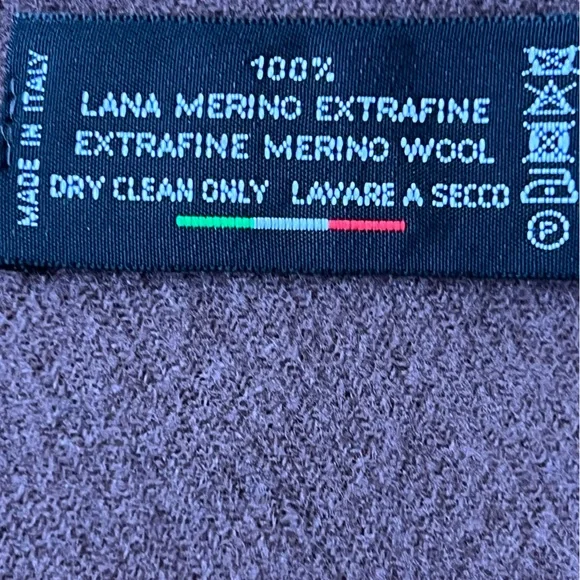 MADE IN ITALY
100%
LANA MERINO EXTRAFINE
EXTRAFINE MERINO WOOL
DRY CLEAN ONLY LAVARE A SECCO
P